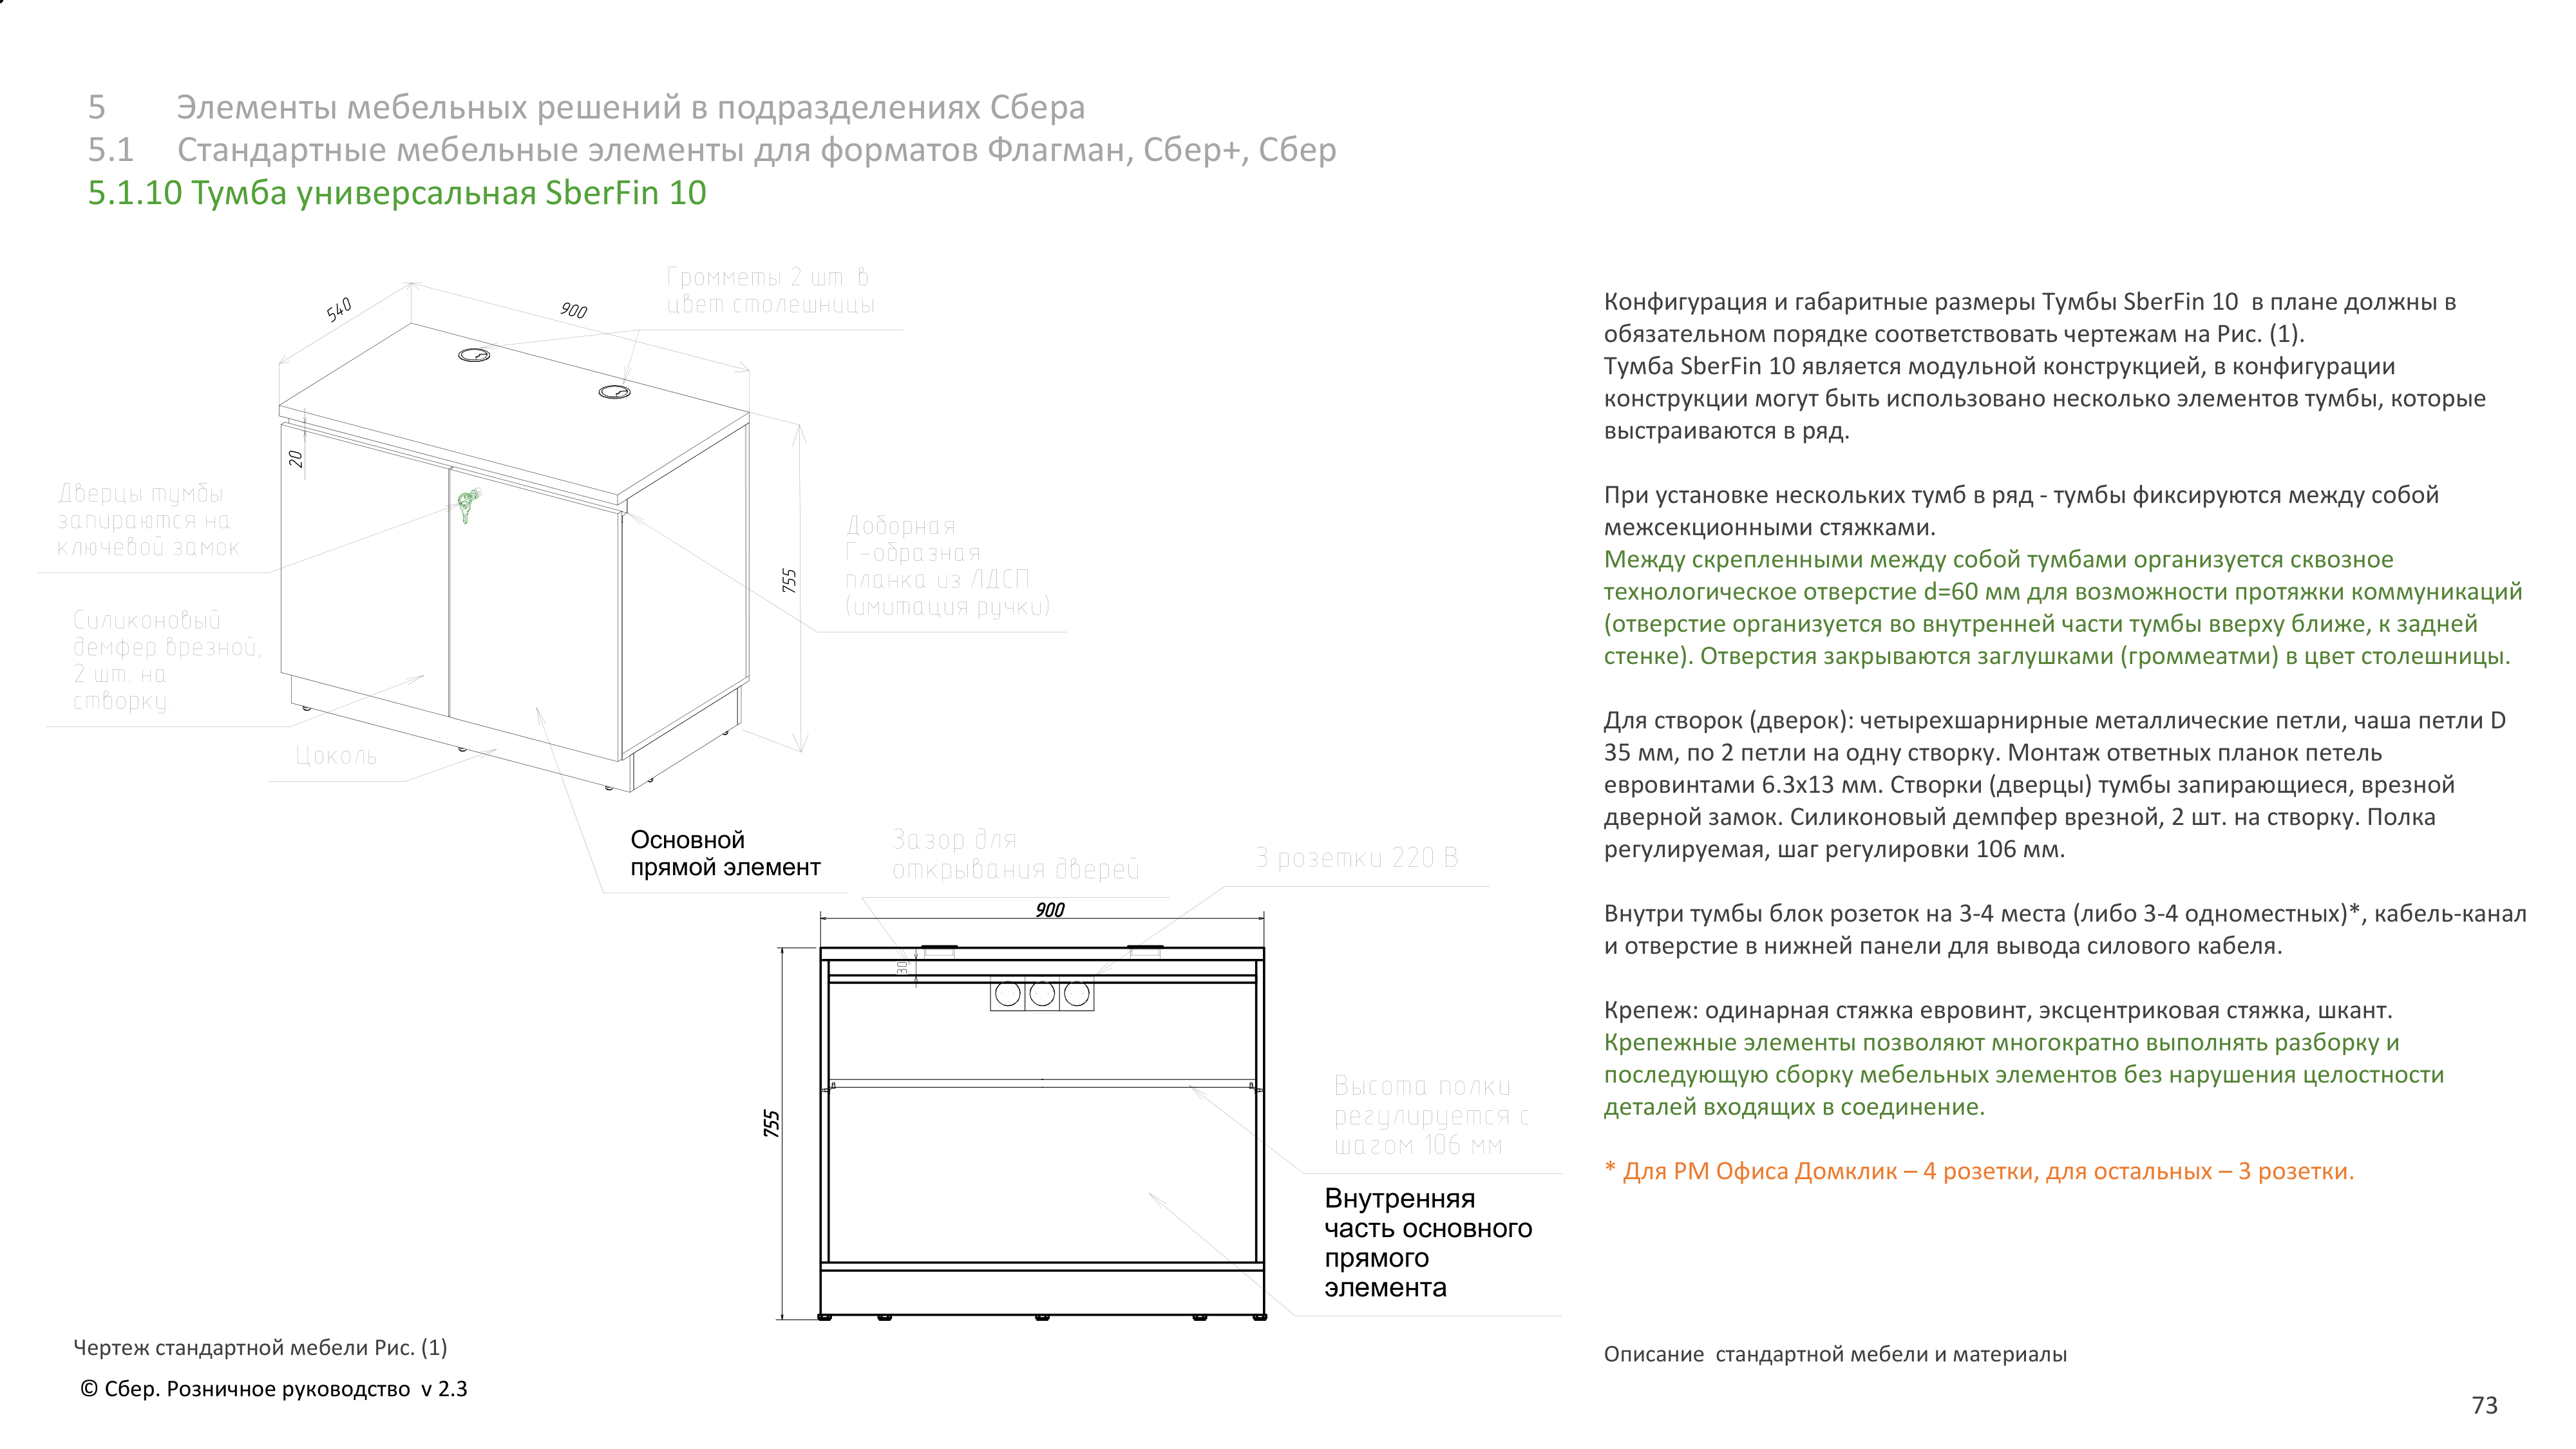 5 Элементы мебельных решений в подразделениях Сбера
5.1 Стандартные мебельные элементы для форматов Флагман, Сбер+, Сбер
5.1.10 Тумба универсальная SberFin 10
Громметы 2 шт. в
цвет столешницы
540
900
20
755
Дверцы тумбы
запираются на
ключевой замок
Силиконовый
демфер врезной,
2 шт. на
створку.
Цоколь
Доборная
Г-образная
планка из ЛДСП
(имитация ручки)
Основной
прямой элемент
Зазор для
открывания дверей
3 розетки 220 В
900
30
755
Высота полки
регулируется с
шагом 106 мм
Внутренняя
часть основного
прямого
элемента
Чертеж стандартной мебели Рис. (1)
© Сбер. Розничное руководство v 2.3
Конфигурация и габаритные размеры Тумбы SberFin 10 в плане должны в
обязательном порядке соответствовать чертежам на Рис. (1).
Тумба SberFin 10 является модульной конструкцией, в конфигурации
конструкции могут быть использовано несколько элементов тумбы, которые
выстраиваются в ряд.
При установке нескольких тумб в ряд - тумбы фиксируются между собой
межсекционными стяжками.
Между скрепленными между собой тумбами организуется сквозное
технологическое отверстие d=60 мм для возможности протяжки коммуникаций
(отверстие организуется во внутренней части тумбы вверху ближе, к задней
стенке). Отверстия закрываются заглушками (громмеатми) в цвет столешницы.
Для створок (дверок): четырехшарнирные металлические петли, чаша петли D
35 мм, по 2 петли на одну створку. Монтаж ответных планок петель
евровинтами 6.3х13 мм. Створки (дверцы) тумбы запирающиеся, врезной
дверной замок. Силиконовый демпфер врезной, 2 шт. на створку. Полка
регулируемая, шаг регулировки 106 мм.
Внутри тумбы блок розеток на 3-4 места (либо 3-4 одноместных)*, кабель-канал
и отверстие в нижней панели для вывода силового кабеля.
Крепеж: одинарная стяжка евровинт, эксцентриковая стяжка, шкант.
Крепежные элементы позволяют многократно выполнять разборку и
последующую сборку мебельных элементов без нарушения целостности
деталей входящих в соединение.
* Для РМ Офиса Домклик – 4 розетки, для остальных – 3 розетки.
Описание стандартной мебели и материалы
73